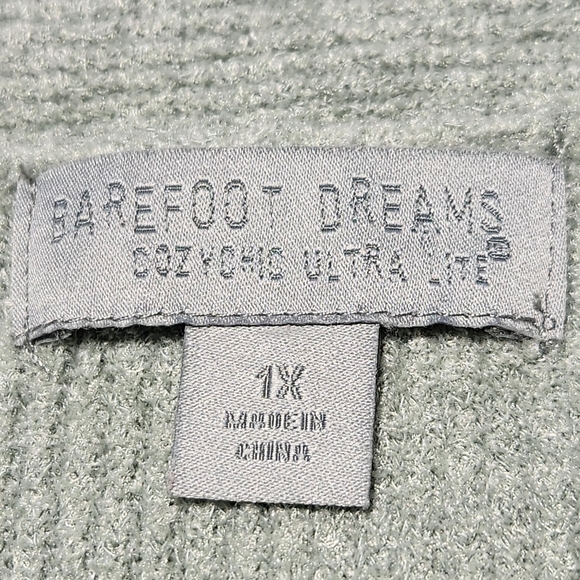 BAREFOOT DREAMS®
COZYCHIC ULTRA LITE
1X
MADE IN
CHINA